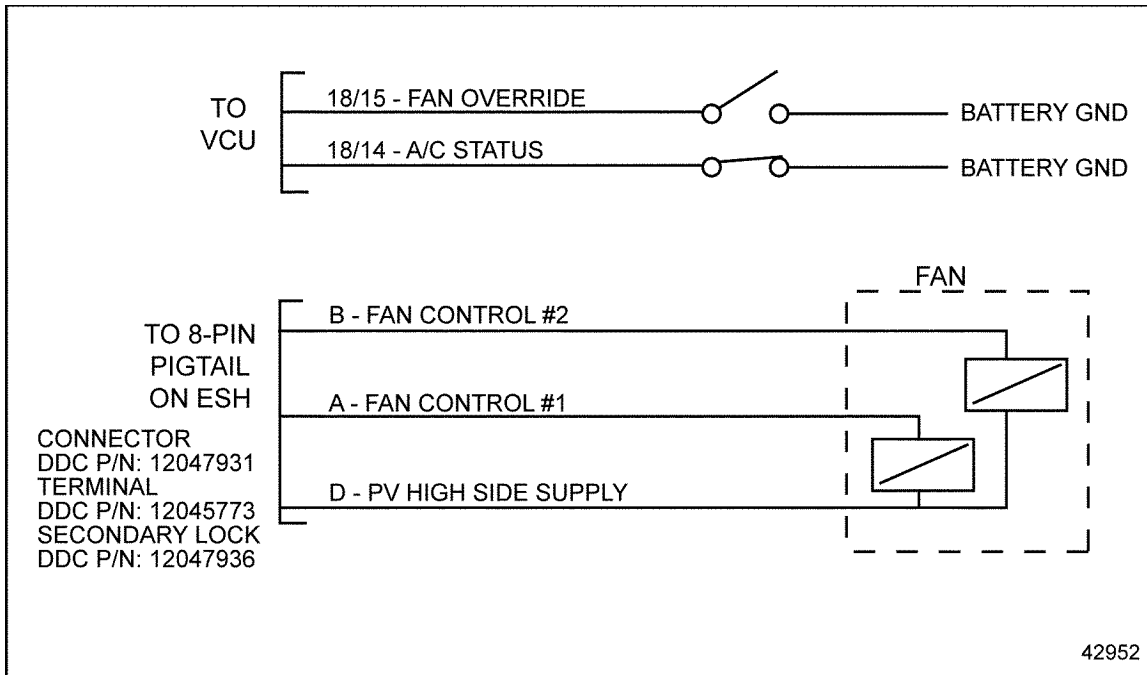 TO
VCU
18/15 - FAN OVERRIDE
BATTERY GND
18/14 - A/C STATUS
BATTERY GND
FAN
TO 8-PIN
PIGTAIL
ON ESH
B - FAN CONTROL #2
A - FAN CONTROL #1
D - PV HIGH SIDE SUPPLY
CONNECTOR
DDC P/N: 12047931
TERMINAL
DDC P/N: 12045773
SECONDARY LOCK
DDC P/N: 12047936
42952